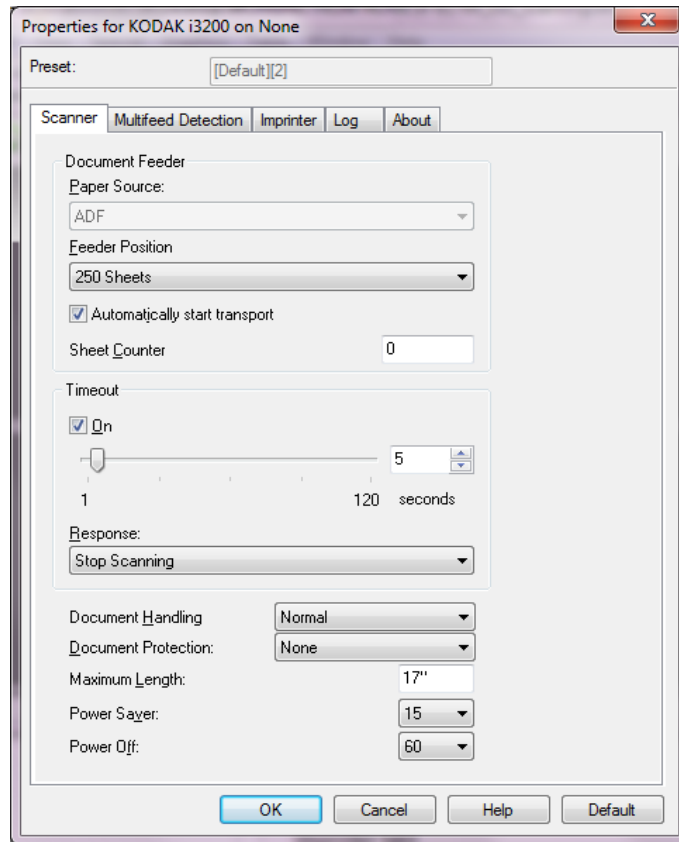 Properties for KODAK i3200 on None
Preset: [Default][2]
Scanner Multifeed Detection Imprinter Log About
Document Feeder
Paper Source:
ADF
Feeder Position
250 Sheets
Automatically start transport
Sheet Counter 0
Timeout
On
5
1 120 seconds
Response:
Stop Scanning
Document Handling Normal
Document Protection: None
Maximum Length: 17"
Power Saver: 15
Power Off: 60
OK Cancel Help Default